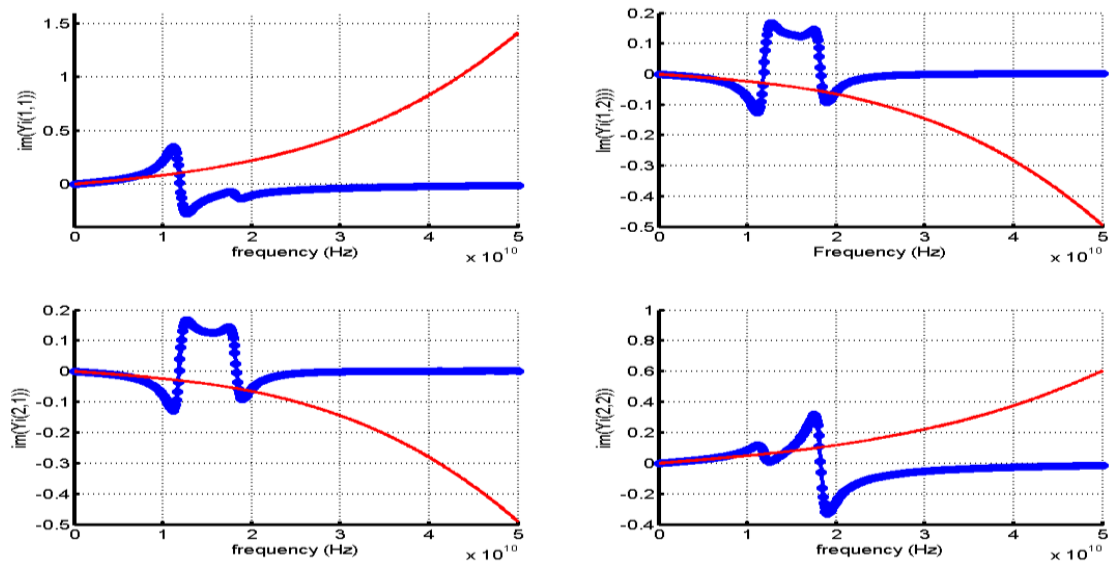 1.5
1
0.5
0
im(Yi(1,1))
0 1 2 3 4 5
frequency (Hz)
x 10^10
0.2
0.1
0
-0.1
-0.2
-0.3
-0.4
-0.5
Im(Yi(1,2)))
0 1 2 3 4 5
Frequency (Hz)
x 10^10
0.2
0.1
0
-0.1
-0.2
-0.3
-0.4
-0.5
im(Yi(2,1))
0 1 2 3 4 5
frequency (Hz)
x 10^10
1
0.8
0.6
0.4
0.2
0
-0.2
-0.4
im(Yi(2,2))
0 1 2 3 4 5
frequency (Hz)
x 10^10